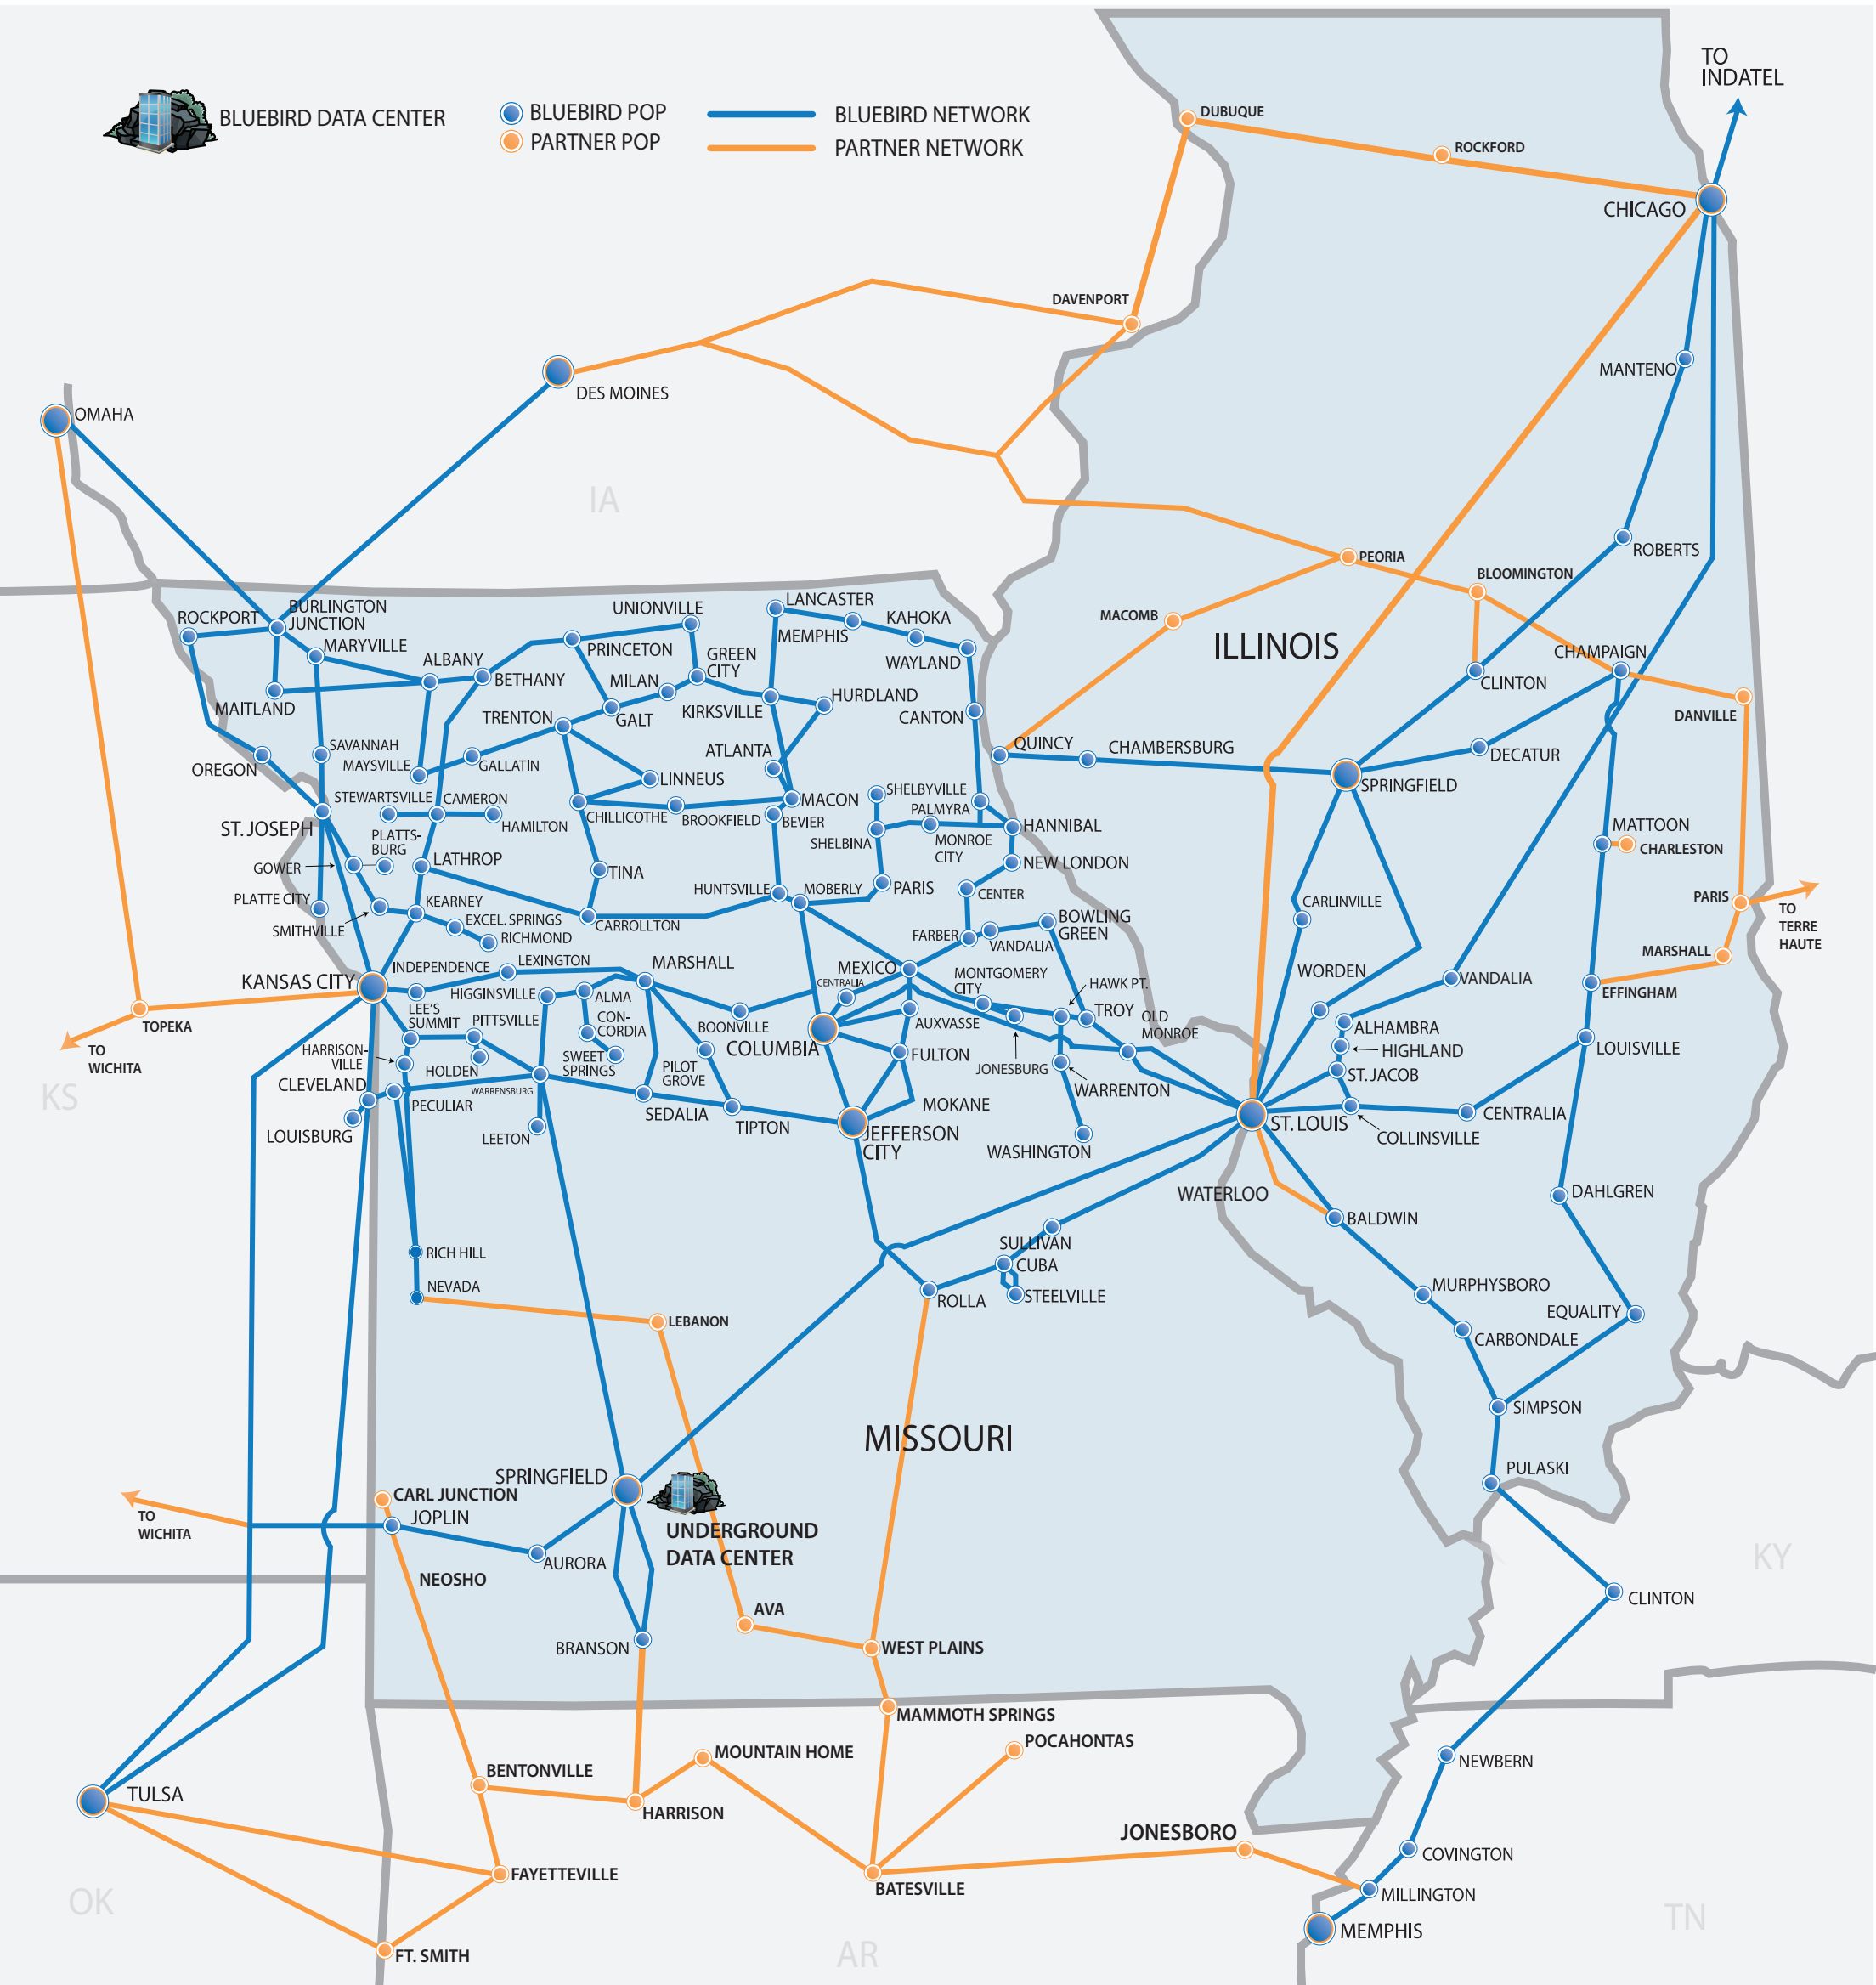 TO
INDATEL
BLUEBIRD DATA CENTER
BLUEBIRD POP
BLUEBIRD NETWORK
PARTNER POP
PARTNER NETWORK
DUBUQUE
ROCKFORD
CHICAGO
DAVENPORT
MANTENO
DES MOINES
OMAHA
IA
ROBERTS
PEORIA
BLOOMINGTON
MACOMB
ILLINOIS
CHAMPAIGN
CLINTON
DANVILLE
ROCKPORT
BURLINGTON
JUNCTION
MARYVILLE
UNIONVILLE
LANCASTER
MEMPHIS
KAHOKA
WAYLAND
ALBANY
BETHANY
PRINCETON
GREEN
CITY
MILAN
MAITLAND
TRENTON
GALT
KIRKSVILLE
HURDLAND
CANTON
OREGON
SAVANNAH
MAYSVILLE
GALLATIN
LINNEUS
ATLANTA
QUINCY
CHAMBERSBURG
SPRINGFIELD
DECATUR
STEWARTSVILLE
CAMERON
HAMILTON
CHILLICOTHE
BROOKFIELD
MACON
BEVIER
SHELBYVILLE
PALMYRA
HANNIBAL
ST. JOSEPH
PLATTS-
BURG
SHELBINA
MONROE
CITY
MATTOON
CHARLESTON
GOWER
LATHROP
TINA
NEW LONDON
PLATTE CITY
KEARNEY
HUNTSVILLE
MOBERLY
PARIS
CENTER
CARLINVILLE
PARIS
TO
TERRE
HAUTE
SMITHVILLE
EXCEL. SPRINGS
RICHMOND
CARROLLTON
FARBER
VANDALIA
BOWLING
GREEN
MARSHALL
KANSAS CITY
INDEPENDENCE
LEXINGTON
MARSHALL
MEXICO
CENTRALIA
MONTGOMERY
CITY
HAWK PT.
WORDEN
VANDALIA
EFFINGHAM
TOPEKA
TO
WICHITA
LEE'S
SUMMIT
HIGGINSVILLE
ALMA
CON-
CORDIA
PITTSVILLE
BOONVILLE
AUXVASSE
TROY
OLD
MONROE
ALHAMBRA
HIGHLAND
LOUISVILLE
HARRISON-
VILLE
HOLDEN
SWEET
SPRINGS
PILOT
GROVE
COLUMBIA
FULTON
JONESBURG
WARRENTON
ST. JACOB
KS
CLEVELAND
PECULIAR
WARRENSBURG
SEDALIA
TIPTON
MOKANE
ST. LOUIS
COLLINSVILLE
CENTRALIA
LOUISBURG
LEETON
JEFFERSON
CITY
WASHINGTON
WATERLOO
DAHLGREN
BALDWIN
RICH HILL
SULLIVAN
CUBA
NEVADA
ROLLA
STEELVILLE
MURPHYSBORO
EQUALITY
LEBANON
CARBONDALE
SIMPSON
MISSOURI
PULASKI
SPRINGFIELD
CARL JUNCTION
JOPLIN
TO
WICHITA
UNDERGROUND
DATA CENTER
AURORA
NEOSHO
KY
CLINTON
AVA
BRANSON
WEST PLAINS
MAMMOTH SPRINGS
POCAHONTAS
MOUNTAIN HOME
NEWBERN
BENTONVILLE
TULSA
HARRISON
JONESBORO
COVINGTON
FAYETTEVILLE
BATESVILLE
MILLINGTON
OK
TN
MEMPHIS
FT. SMITH
AR